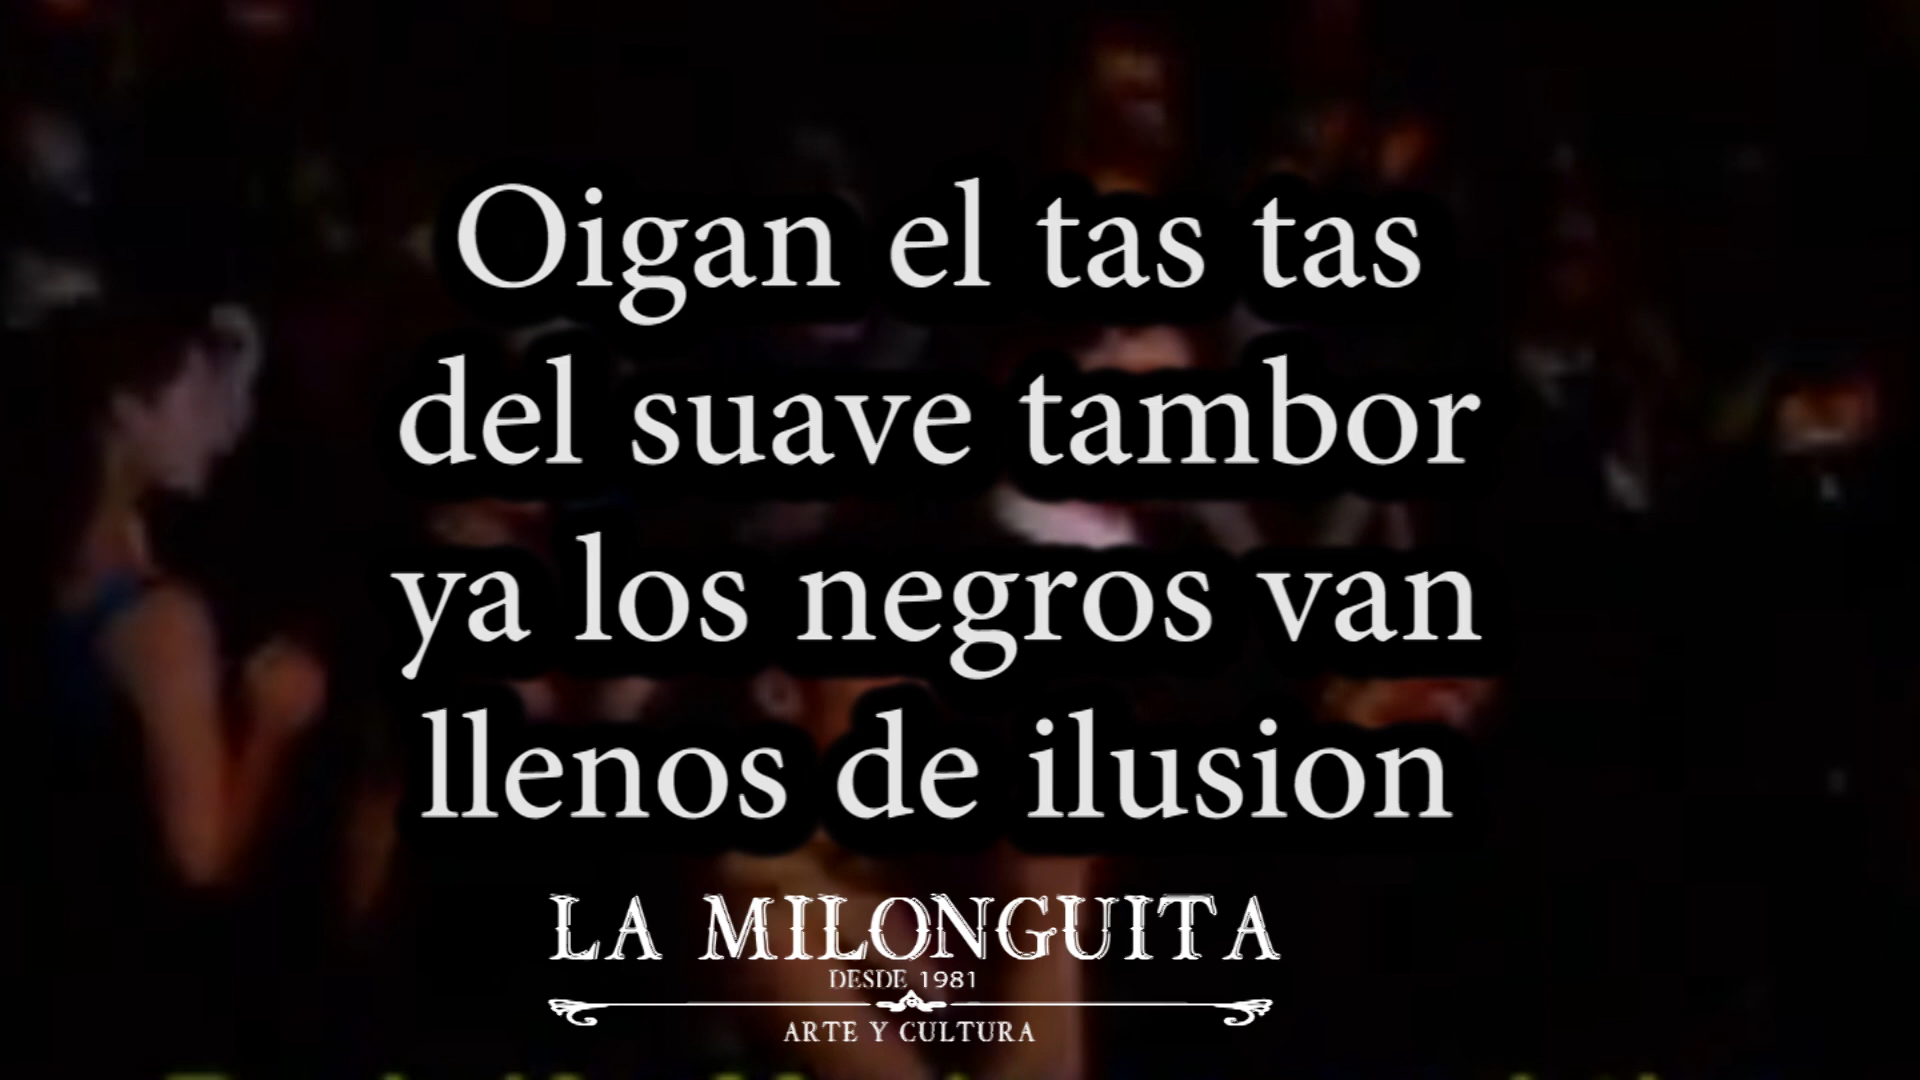 Oigan el tas tas
del suave tambor
ya los negros van
llenos de ilusion
LA MILONGUITA
DESDE 1981
ARTE Y CULTURA